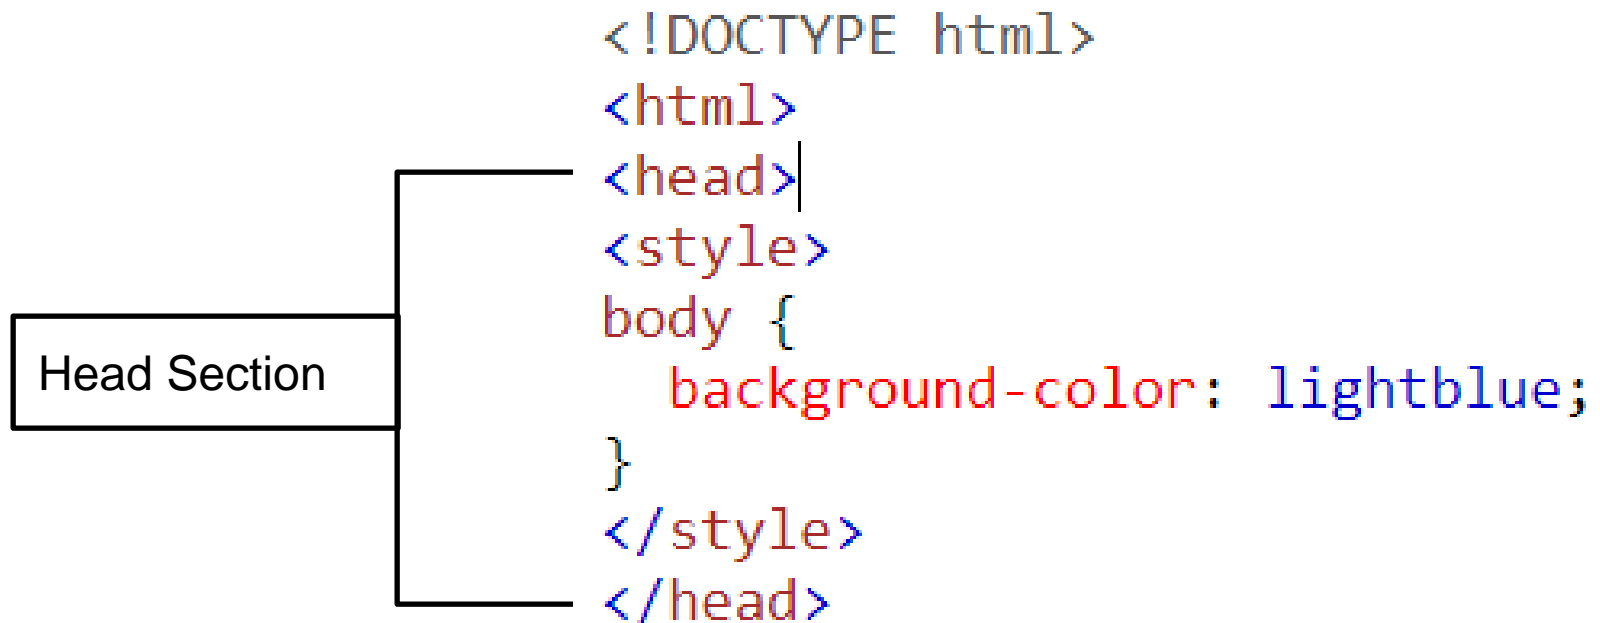 <!DOCTYPE html>
<html>
<head>
<style>
body {
  background-color: lightblue;
}
</style>
</head>
Head Section